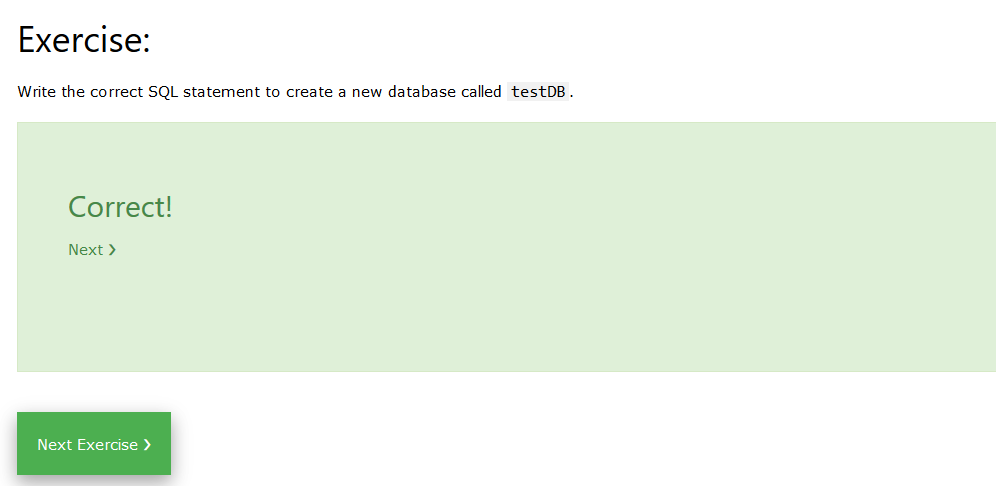 Exercise:
Write the correct SQL statement to create a new database called testDB.
Correct!
Next ❯
Next Exercise ❯